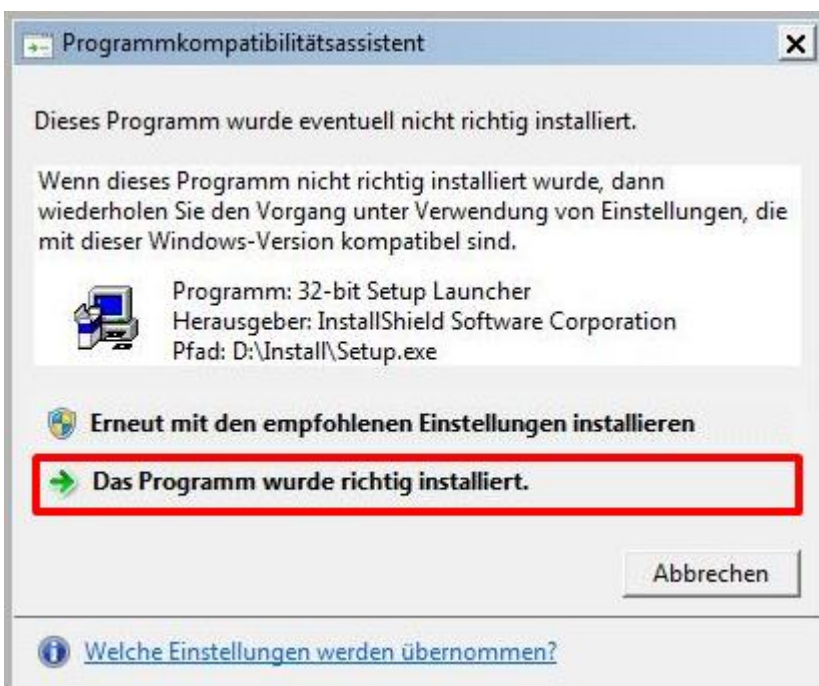 Programmkompatibilitätsassistent
Dieses Programm wurde eventuell nicht richtig installiert.
Wenn dieses Programm nicht richtig installiert wurde, dann
wiederholen Sie den Vorgang unter Verwendung von Einstellungen, die
mit dieser Windows-Version kompatibel sind.
Programm: 32-bit Setup Launcher
Herausgeber: InstallShield Software Corporation
Pfad: D:\Install\Setup.exe
Erneut mit den empfohlenen Einstellungen installieren
Das Programm wurde richtig installiert.
Abbrechen
Welche Einstellungen werden übernommen?